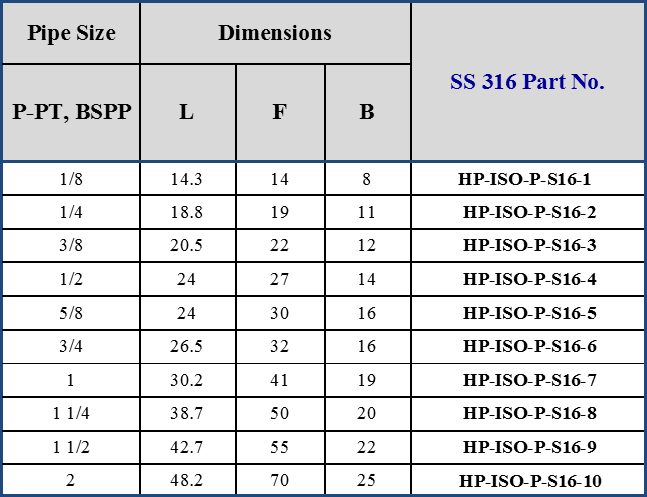 Pipe Size Dimensions SS 316 Part No.
P-PT, BSPP L F B
1/8 14.3 14 8 HP-ISO-P-S16-1
1/4 18.8 19 11 HP-ISO-P-S16-2
3/8 20.5 22 12 HP-ISO-P-S16-3
1/2 24 27 14 HP-ISO-P-S16-4
5/8 24 30 16 HP-ISO-P-S16-5
3/4 26.5 32 16 HP-ISO-P-S16-6
1 30.2 41 19 HP-ISO-P-S16-7
1 1/4 38.7 50 20 HP-ISO-P-S16-8
1 1/2 42.7 55 22 HP-ISO-P-S16-9
2 48.2 70 25 HP-ISO-P-S16-10